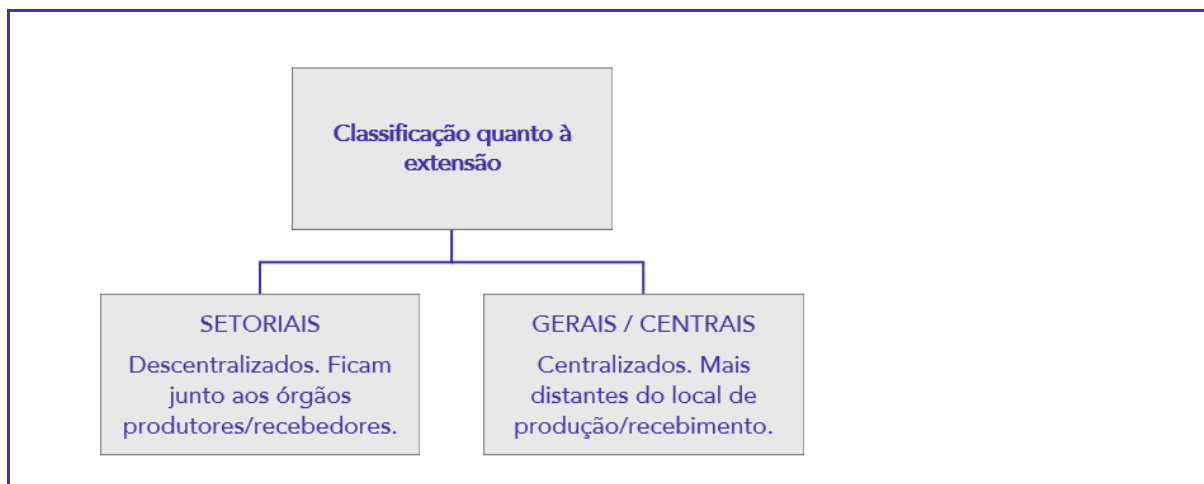 Classificação quanto à
extensão
SETORIAIS
Descentralizados. Ficam
junto aos órgãos
produtores/recebedores.
GERAIS / CENTRAIS
Centralizados. Mais
distantes do local de
produção/recebimento.